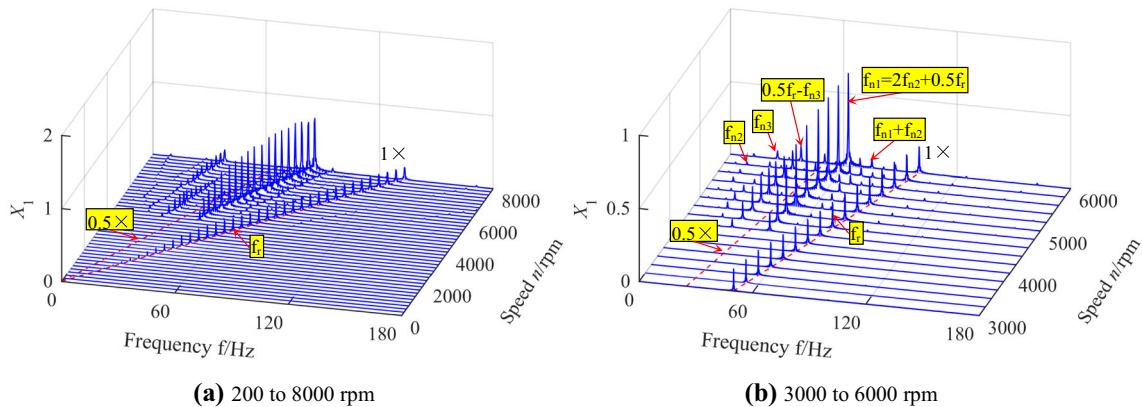 2
1
0
X₁
0.5×
fᵣ
1×
0
60
120
180
Frequency f/Hz
0
2000
4000
6000
8000
Speed n/rpm
(a) 200 to 8000 rpm
1
0.5
0
X₁
fₙ₂
fₙ₃
0.5fᵣ-fₙ₃
fₙ₁=2fₙ₂+0.5fᵣ
fₙ₁+fₙ₂
1×
0.5×
fᵣ
0
60
120
180
Frequency f/Hz
3000
4000
5000
6000
Speed n/rpm
(b) 3000 to 6000 rpm